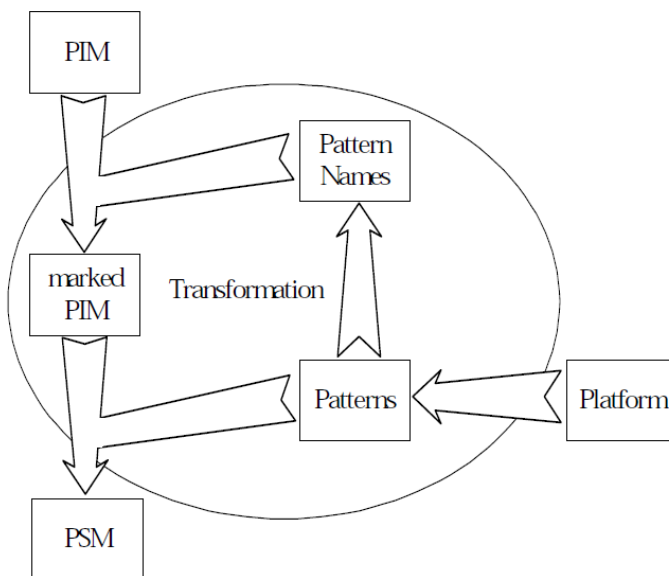 PIM
Pattern
Names
marked
PIM
Transformation
Patterns
Platform
PSM